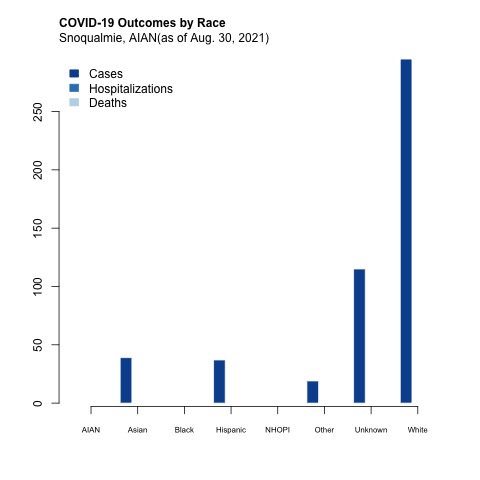 COVID-19 Outcomes by Race
Snoqualmie, AIAN(as of Aug. 30, 2021)
Cases
Hospitalizations
Deaths
250
200
150
100
50
0
AIAN Asian Black Hispanic NHOPI Other Unknown White